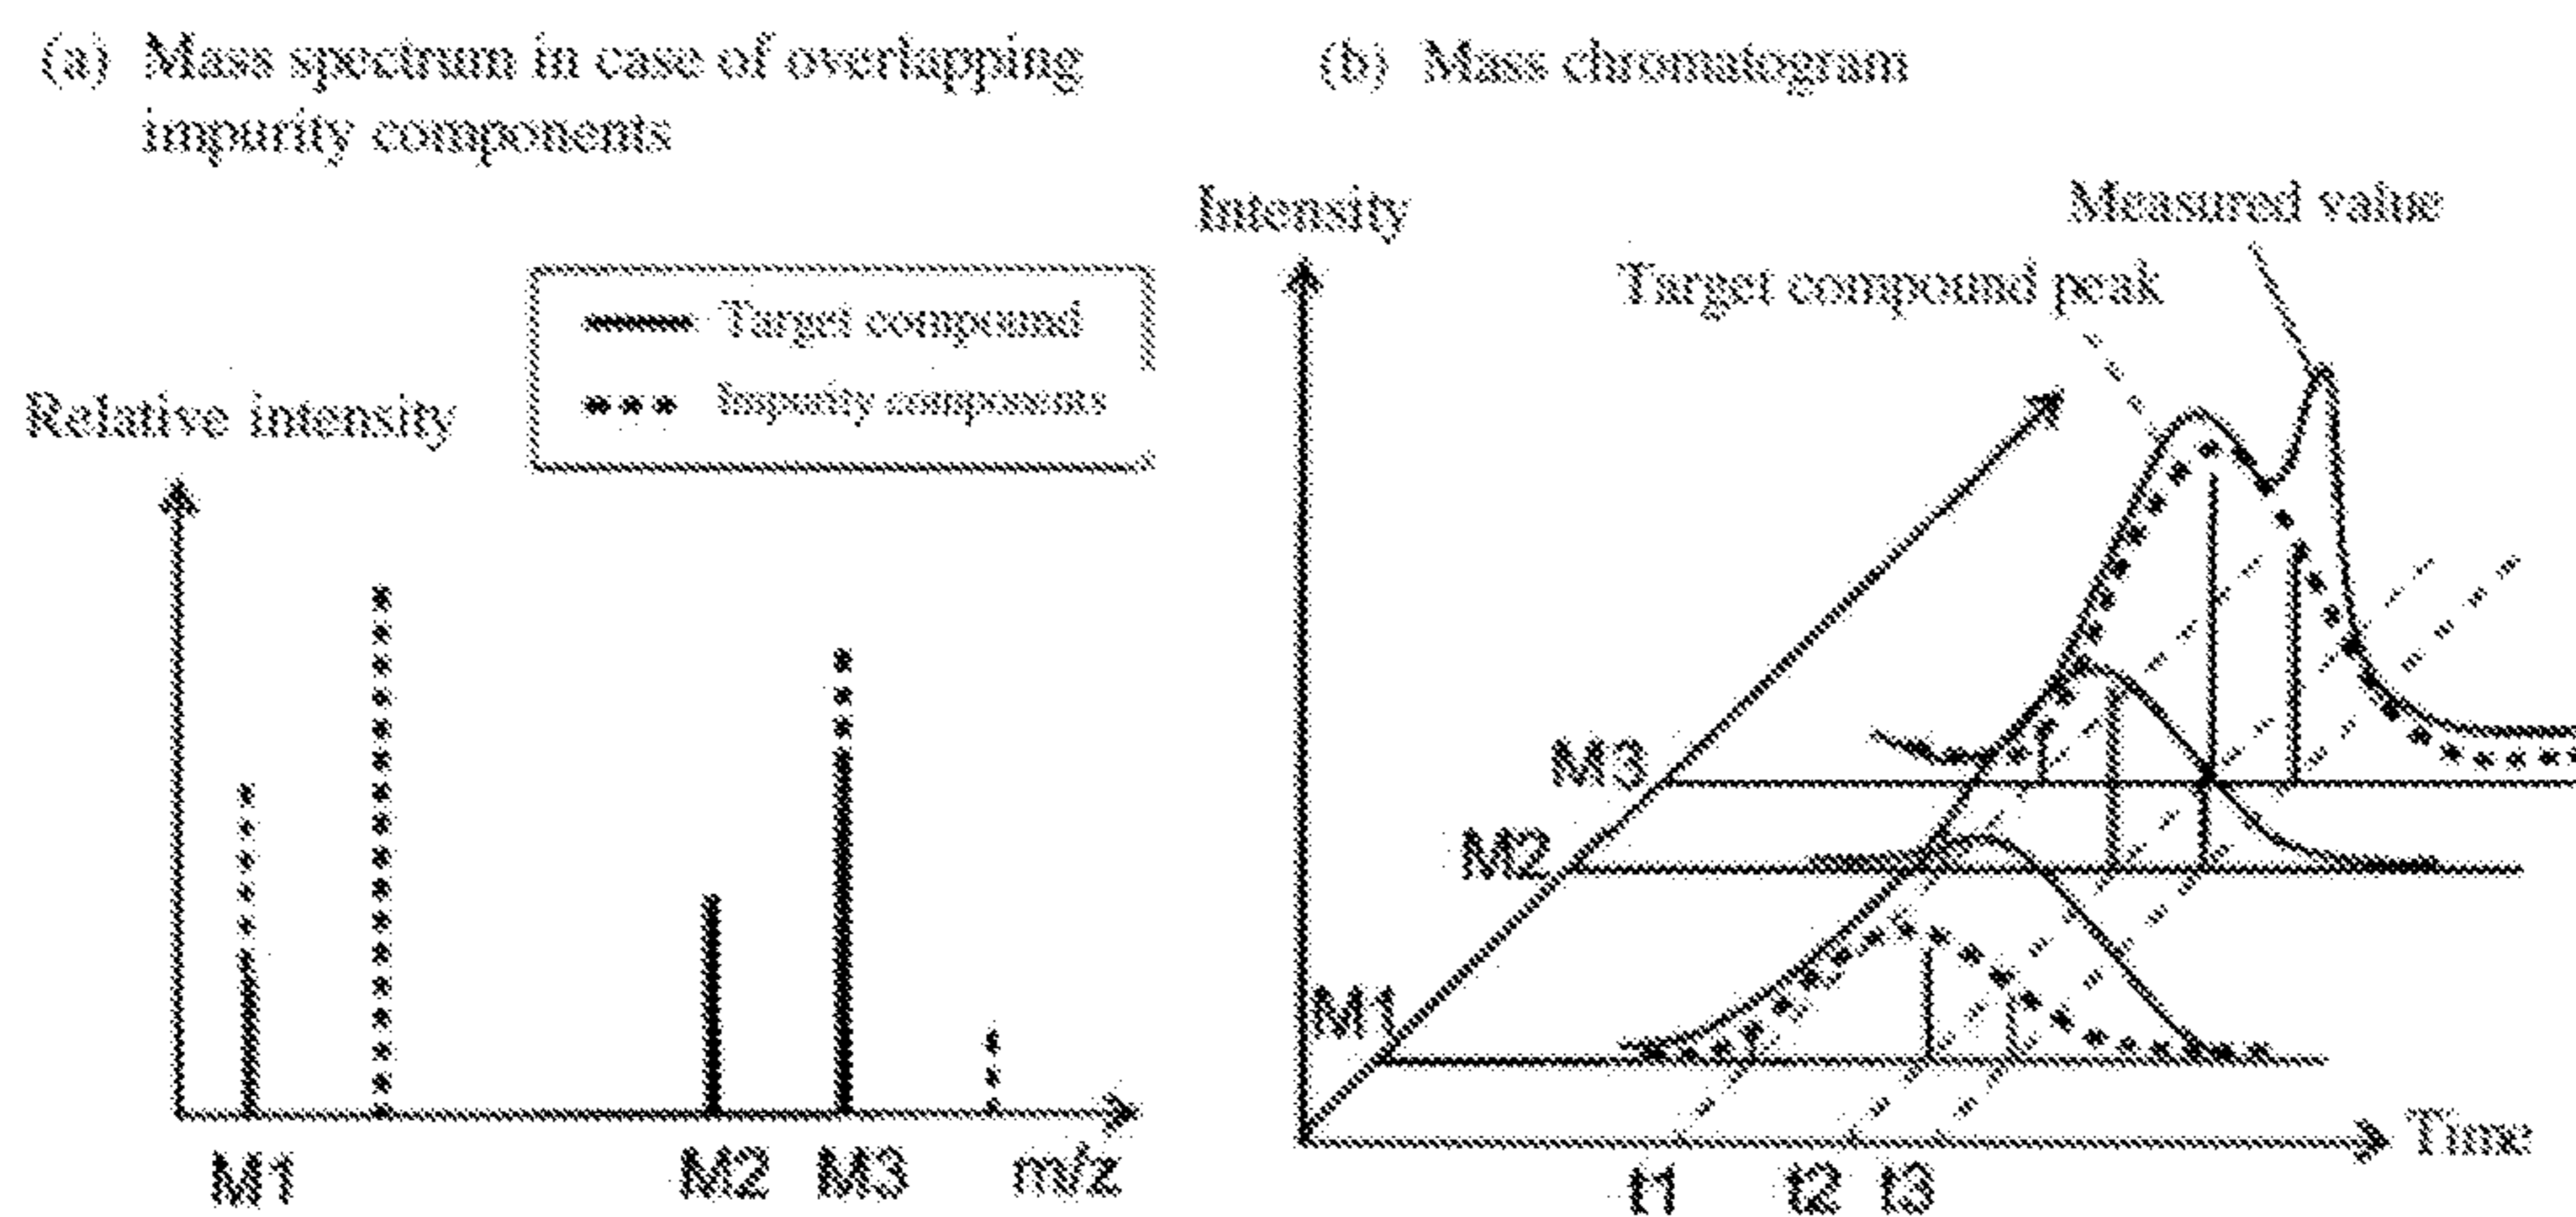 (a) Mass spectrum in case of overlapping
impurity components
Relative intensity
Target compound
Impurity components
M1
M2
M3
m/z
(b) Mass chromatogram
Intensity
Measured value
Target compound peak
M3
M2
M1
t1
t2
t3
Time